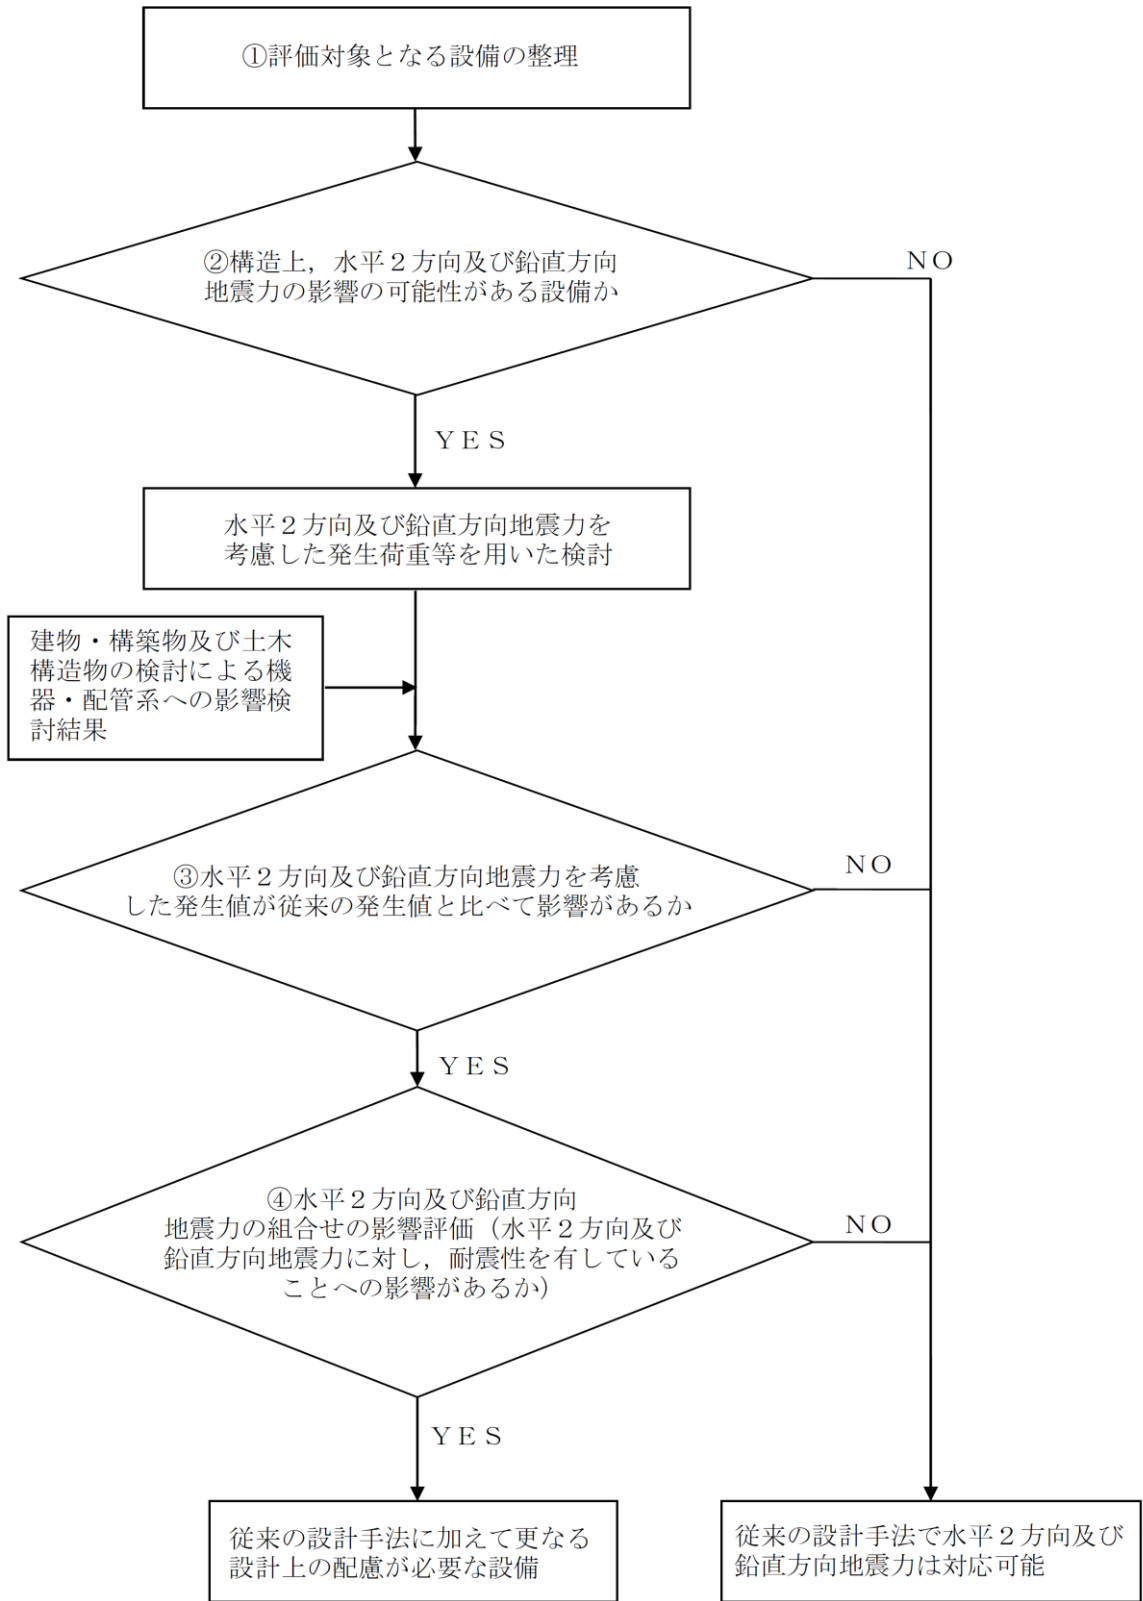 ①評価対象となる設備の整理
②構造上，水平２方向及び鉛直方向
地震力の影響の可能性がある設備か
ＮＯ
ＹＥＳ
水平２方向及び鉛直方向地震力を
考慮した発生荷重等を用いた検討
建物・構築物及び土木
構造物の検討による機
器・配管系への影響検
討結果
③水平２方向及び鉛直方向地震力を考慮
した発生値が従来の発生値と比べて影響があるか
ＮＯ
ＹＥＳ
④水平２方向及び鉛直方向
地震力の組合せの影響評価（水平２方向及び
鉛直方向地震力に対し，耐震性を有している
ことへの影響があるか）
ＮＯ
ＹＥＳ
従来の設計手法に加えて更なる
設計上の配慮が必要な設備
従来の設計手法で水平２方向及び
鉛直方向地震力は対応可能